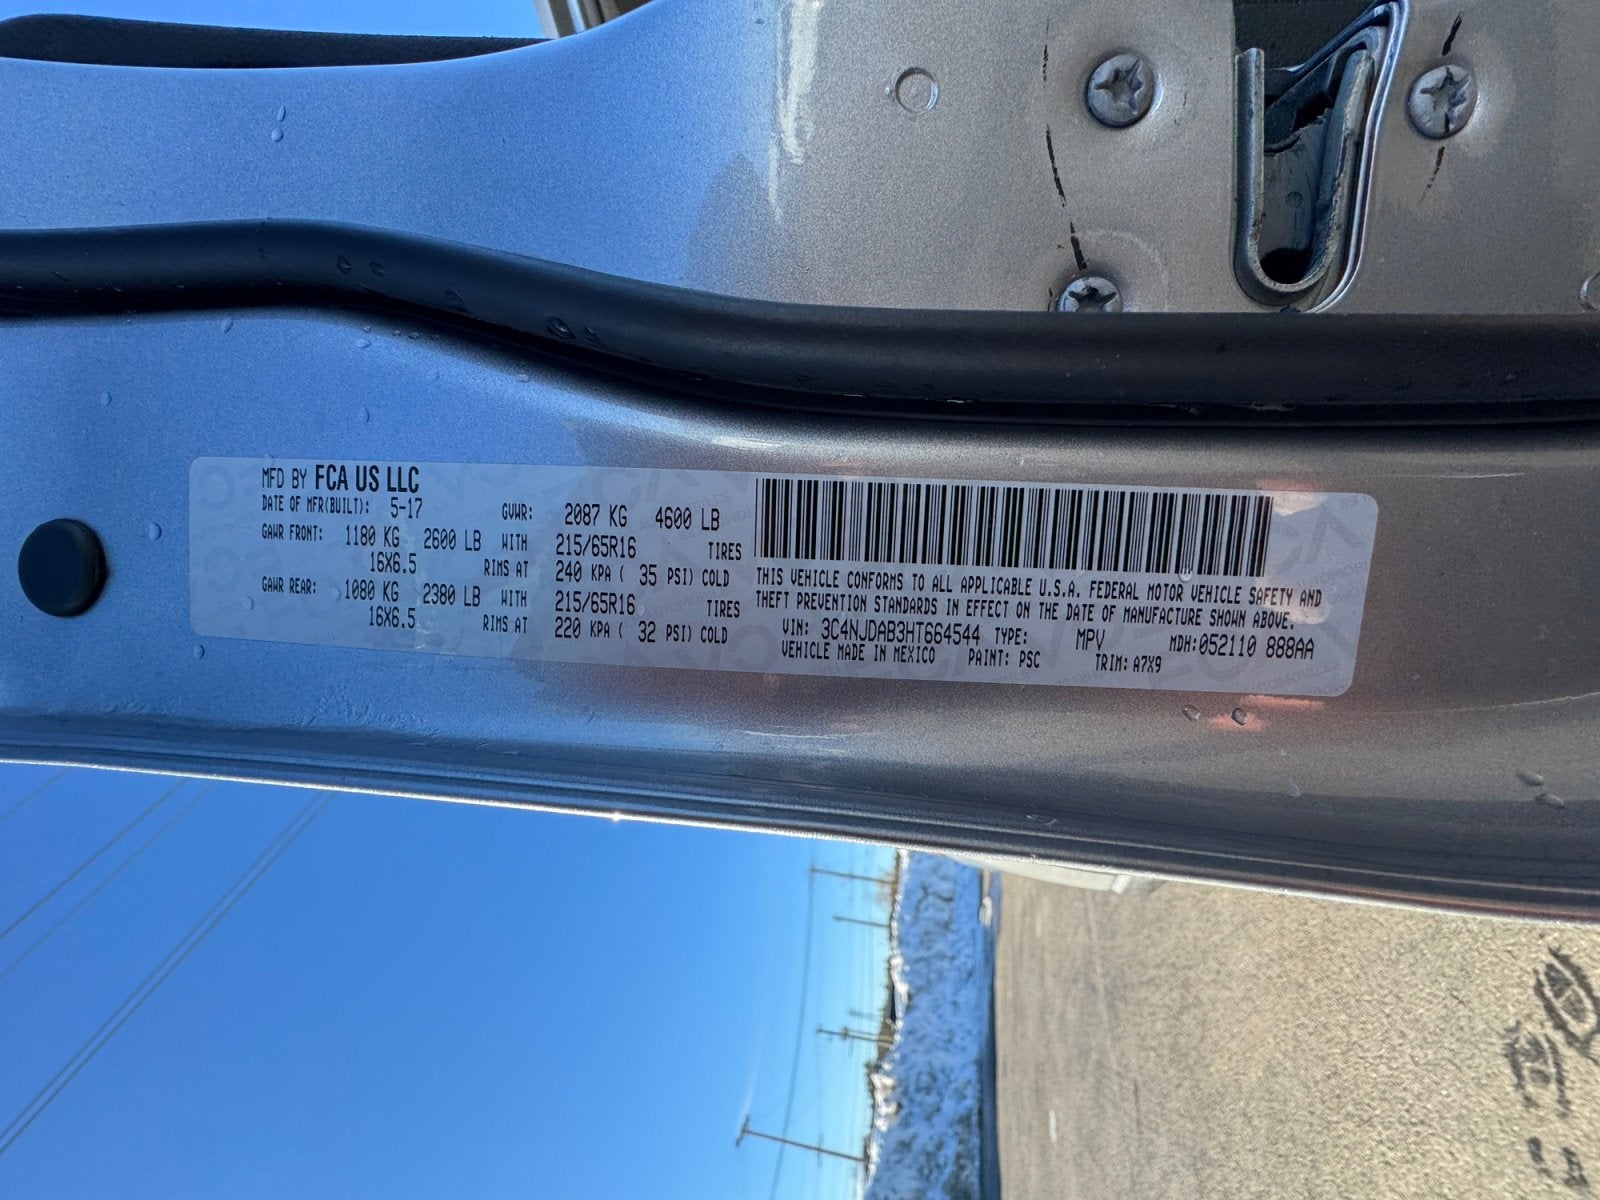 MFD BY FCA US LLC
DATE OF MFR(BUILT): 5-17 GVWR: 2087 KG 4600 LB
GAWR FRONT: 1180 KG 2600 LB WITH 215/65R16 TIRES
16X6.5 RIMS AT 240 KPA ( 35 PSI) COLD
GAWR REAR: 1080 KG 2380 LB WITH 215/65R16 TIRES
16X6.5 RIMS AT 220 KPA ( 32 PSI) COLD
THIS VEHICLE CONFORMS TO ALL APPLICABLE U.S.A. FEDERAL MOTOR VEHICLE SAFETY AND
THEFT PREVENTION STANDARDS IN EFFECT ON THE DATE OF MANUFACTURE SHOWN ABOVE.
VIN: 3C4NJDAB3HT664544 TYPE: MPV MDH:052110 888AA
VEHICLE MADE IN MEXICO PAINT: PSC TRIM: A7X9